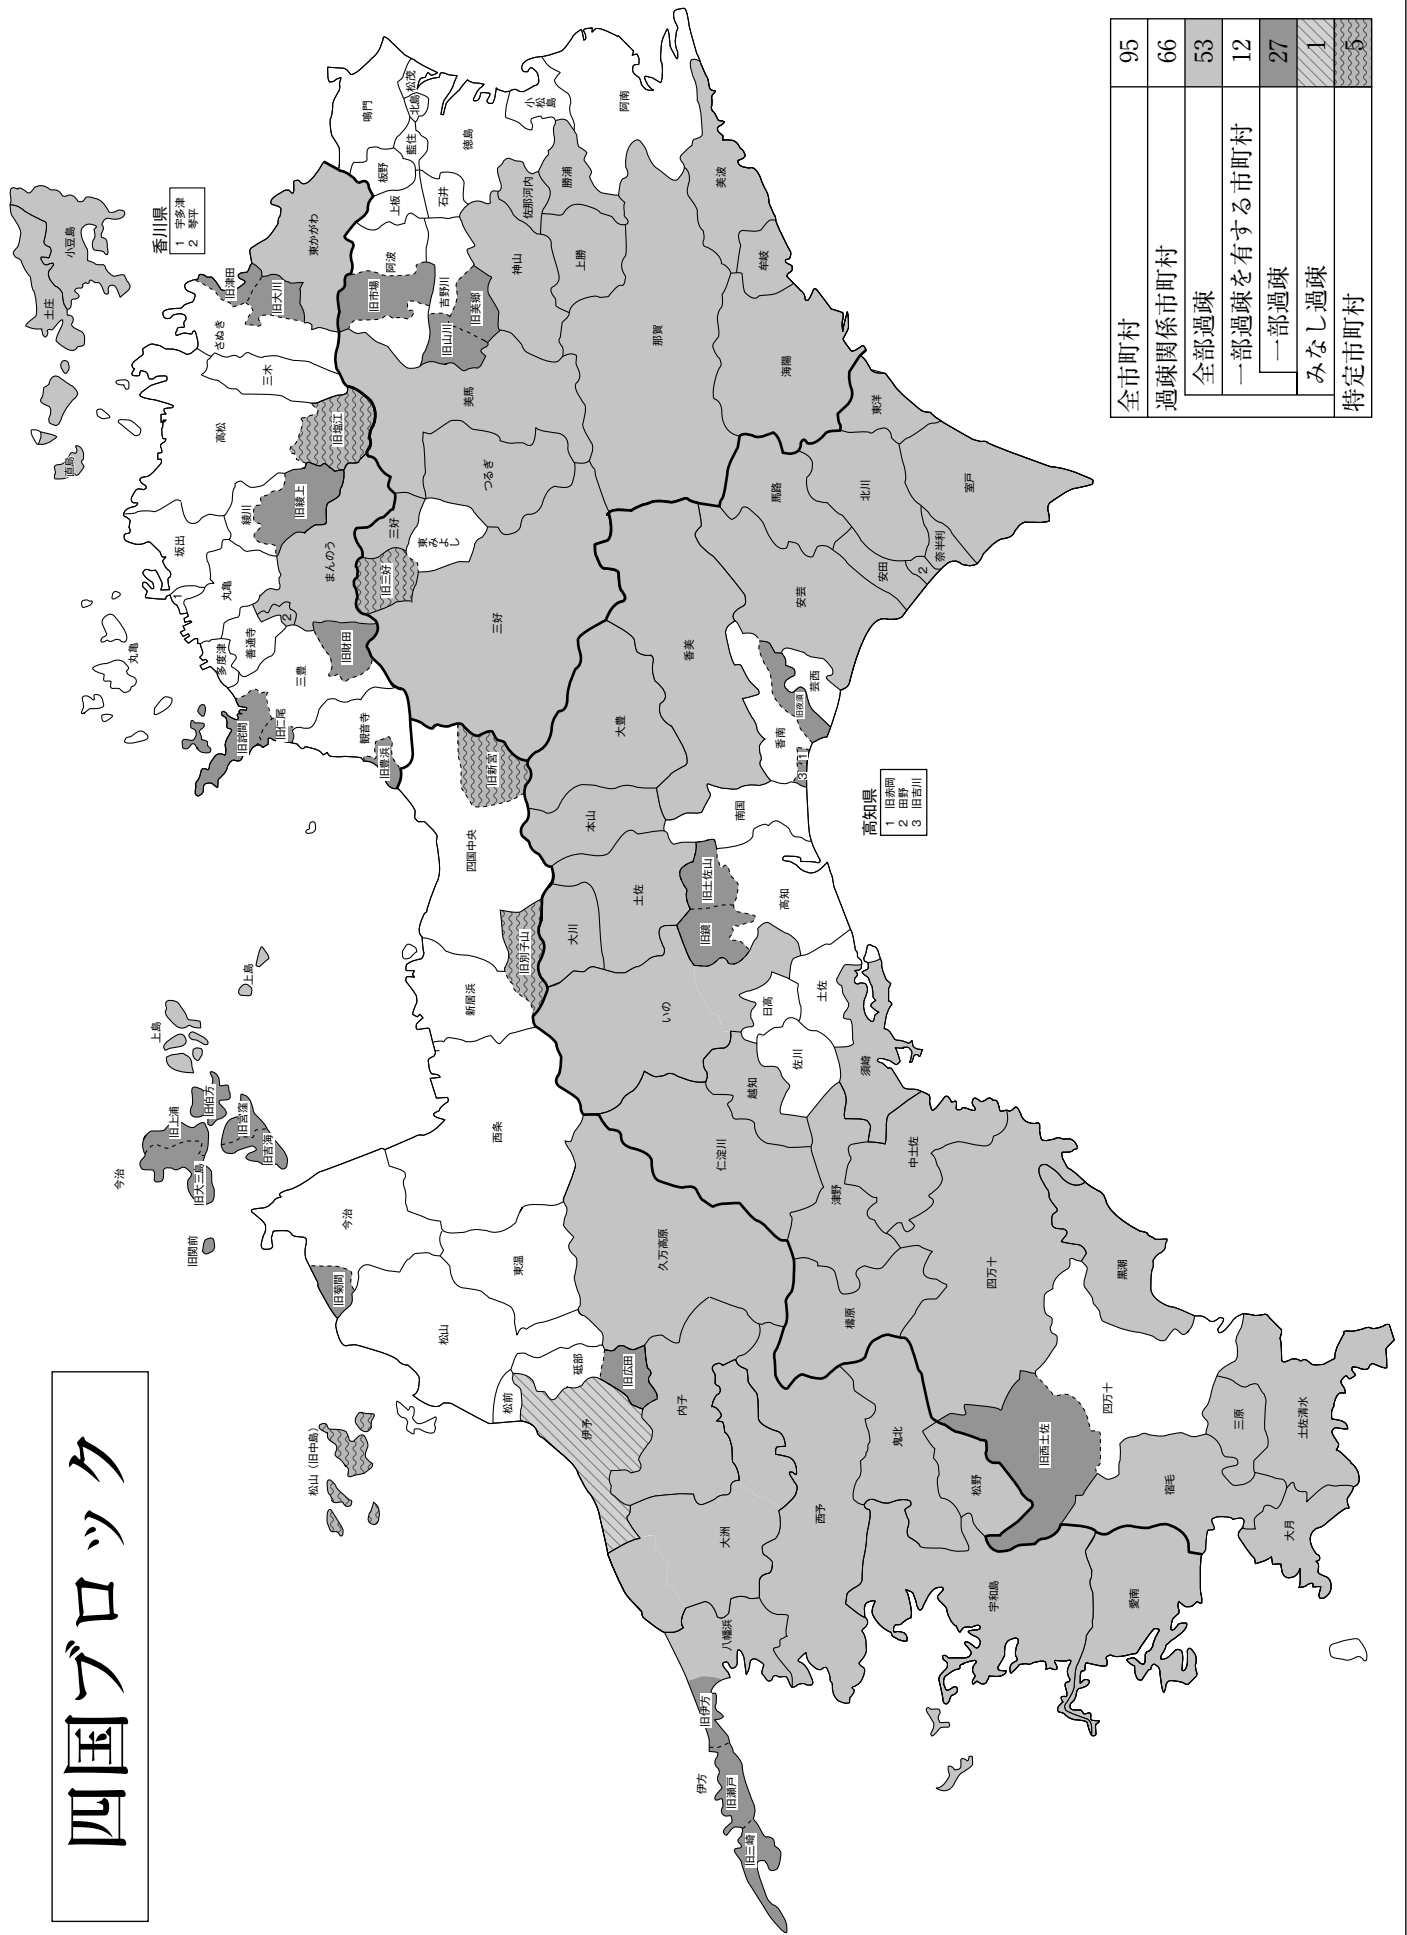 四国ブロック
全市町村 95
過疎関係市町村 66
全部過疎 53
一部過疎を有する市町村 12
一部過疎 27
みなし過疎 1
特定市町村 5
香川県
1 宇多津
2 琴平
高知県
1 旧赤岡
2 田野
3 旧吉川
土庄
小豆島
直島
丸亀
旧津田
旧大川
東かがわ
さぬき
三木
高松
旧塩江
綾川
旧綾上
坂出
1
丸亀
まんのう
2
善通寺
多度津
三豊
旧財田
旧詫間
旧仁尾
観音寺
旧豊浜
鳴門
松茂
北島
藍住
板野
上板
徳島
石井
小松島
阿南
阿波
旧市場
吉野川
旧山川
旧美郷
神山
佐那河内
勝浦
上勝
那賀
美波
牟岐
海陽
美馬
つるぎ
三好
東みよし
旧三好
三好
東洋
室戸
北川
馬路
奈半利
2
安田
安芸
芸西
旧夜須
香南
1
3
香美
大豊
本山
南国
土佐
大川
旧土佐山
旧鏡
高知
いの
日高
土佐
佐川
越知
須崎
仁淀川
中土佐
津野
檮原
四万十
黒潮
四万十
旧西土佐
三原
土佐清水
宿毛
大月
四国中央
旧新宮
旧別子山
新居浜
上島
上島
西条
旧上浦
旧伯方
旧宮窪
旧吉海
旧大三島
今治
旧関前
今治
旧菊間
東温
久万高原
松山
松山（旧中島）
砥部
旧広田
松前
伊予
内子
大洲
西予
鬼北
松野
宇和島
愛南
八幡浜
伊方
旧伊方
旧瀬戸
旧三崎